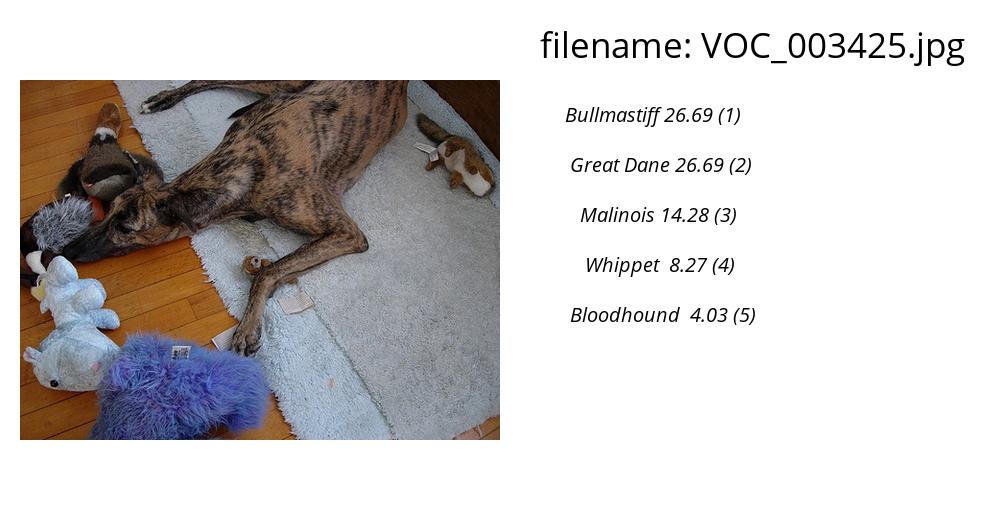 filename: VOC_003425.jpg
Bullmastiff 26.69 (1)
Great Dane 26.69 (2)
Malinois 14.28 (3)
Whippet 8.27 (4)
Bloodhound 4.03 (5)